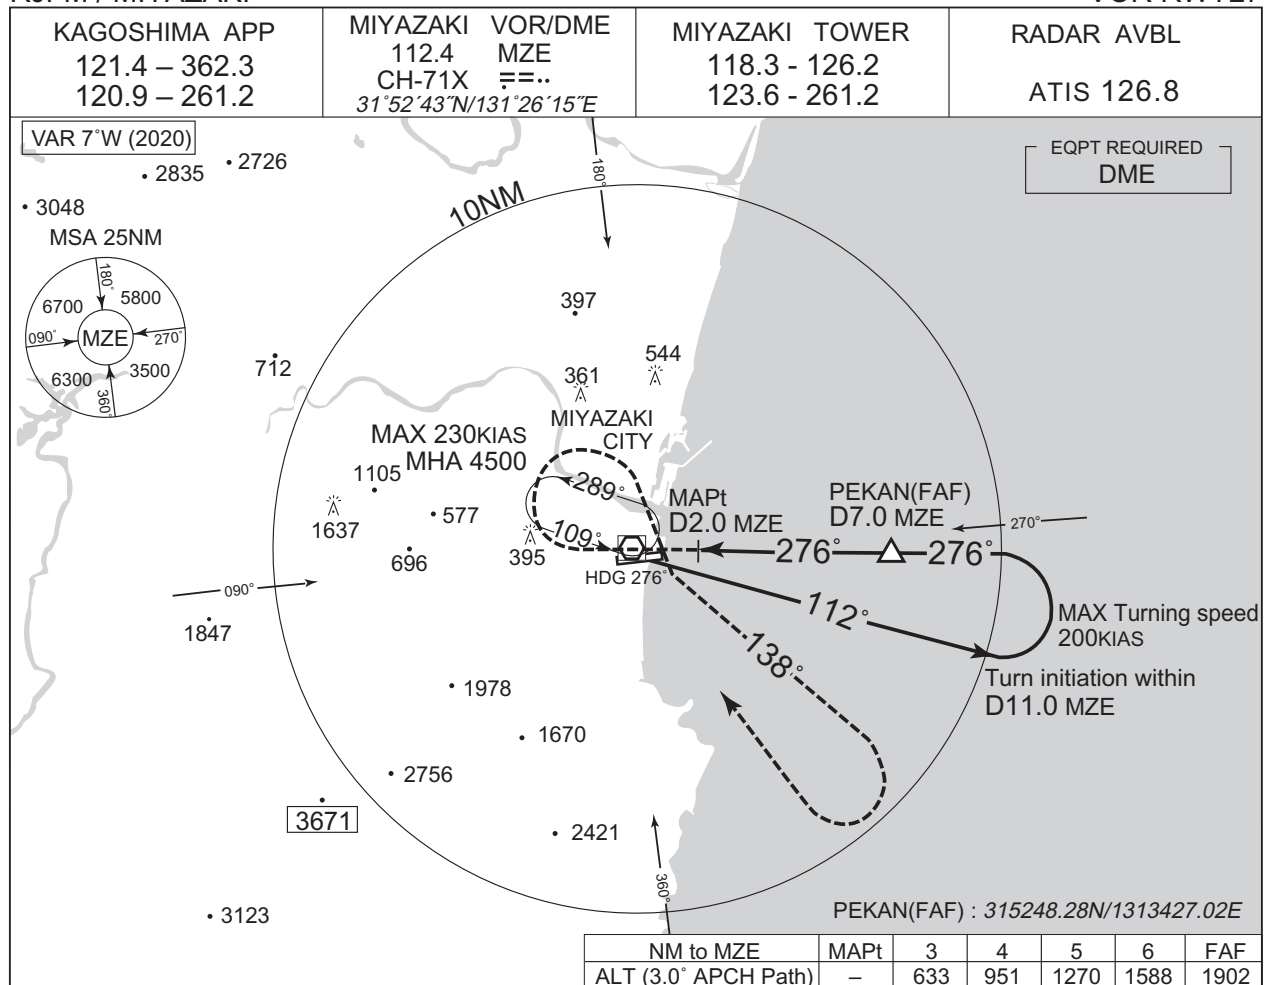 KAGOSHIMA APP
121.4 – 362.3
120.9 – 261.2
MIYAZAKI VOR/DME
112.4 MZE
CH-71X
31°52´43˝N/131°26´15˝E
MIYAZAKI TOWER
118.3 - 126.2
123.6 - 261.2
RADAR AVBL
ATIS 126.8
VAR 7°W (2020)
EQPT REQUIRED
DME
2835
2726
3048
MSA 25NM
180°
6700
5800
090°
MZE
270°
6300
3500
360°
10NM
180°
397
544
361
712
MIYAZAKI
CITY
MAX 230KIAS
MHA 4500
1105
1637
577
696
395
289°
109°
HDG 276°
MAPt
D2.0 MZE
PEKAN(FAF)
D7.0 MZE
270°
276°
276°
112°
138°
MAX Turning speed
200KIAS
Turn initiation within
D11.0 MZE
090°
1847
1978
1670
2756
3671
2421
360°
3123
PEKAN(FAF) : 315248.28N/1313427.02E
NM to MZE MAPt 3 4 5 6 FAF
ALT (3.0° APCH Path) – 633 951 1270 1588 1902